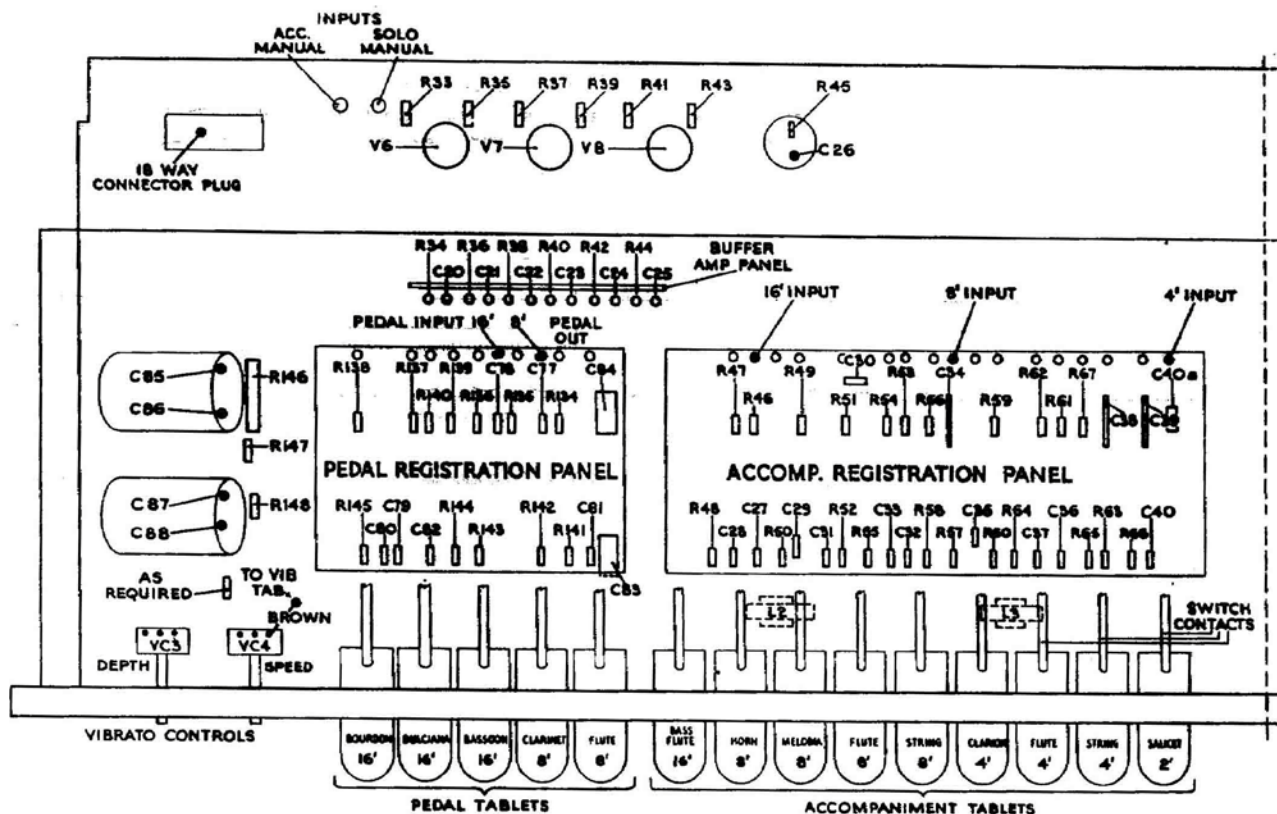 INPUTS
ACC. MANUAL
SOLO MANUAL
R33 R35 R37 R39 R41 R43 R45
V6 V7 V8 C26
18 WAY CONNECTOR PLUG
R34 R36 R38 R40 R42 R44
C20 C21 C22 C23 C24 C25
BUFFER AMP PANEL
PEDAL INPUT 16' 8' PEDAL OUT
16' INPUT
8' INPUT
4' INPUT
C85
C86
R146
R147
C87
C88
R148
R138 R137 R139 C78 C77 C84
R140 R136 R135 R134
PEDAL REGISTRATION PANEL
R145 C79 R144 R142 C81
C80 C82 R143 R141
C83
R47 R49 C30 R53 C34 R62 R67 C40a
R46 R51 R54 R56 R59 R61 C38 C39
ACCOMP. REGISTRATION PANEL
R48 C27 C29 R52 C33 R58 C35 R64 C36 R63 C40
C28 R60 C31 R55 C32 R57 R60 C37 R65 R66
AS REQUIRED
TO VIB TAB.
BROWN
VC3
VC4
DEPTH
SPEED
VIBRATO CONTROLS
L2
L3
SWITCH CONTACTS
BOURDON 16'
DULCIANA 16'
BASSOON 16'
CLARINET 8'
FLUTE 8'
PEDAL TABLETS
BASS FLUTE 16'
HORN 8'
MELODIA 8'
FLUTE 8'
STRING 8'
CLARION 4'
FLUTE 4'
STRING 4'
SALICET 2'
ACCOMPANIMENT TABLETS